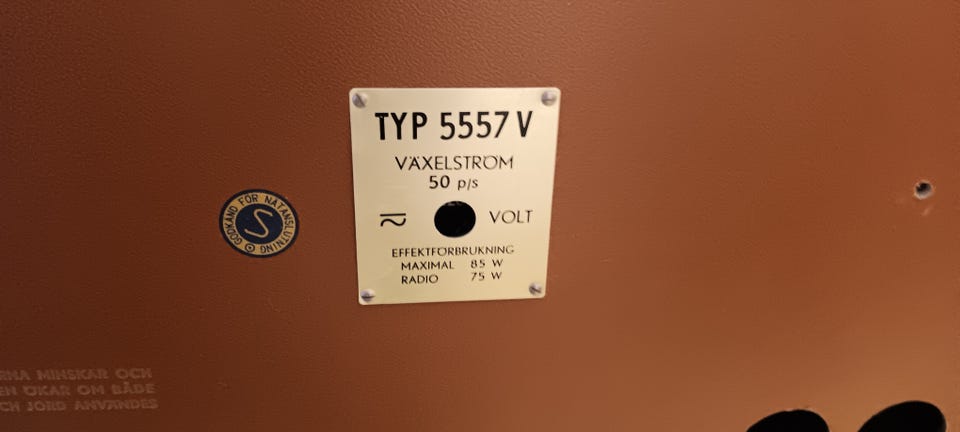 TYP 5557 V
VÄXELSTRÖM
50 p/s
VOLT
EFFEKTFÖRBRUKNING
MAXIMAL 85 W
RADIO 75 W
GODKÄND FÖR NÄTANSLUTNING
S
MINSKAR OCH
ÖKAR OM BÅDE
JORD ANVÄNDES